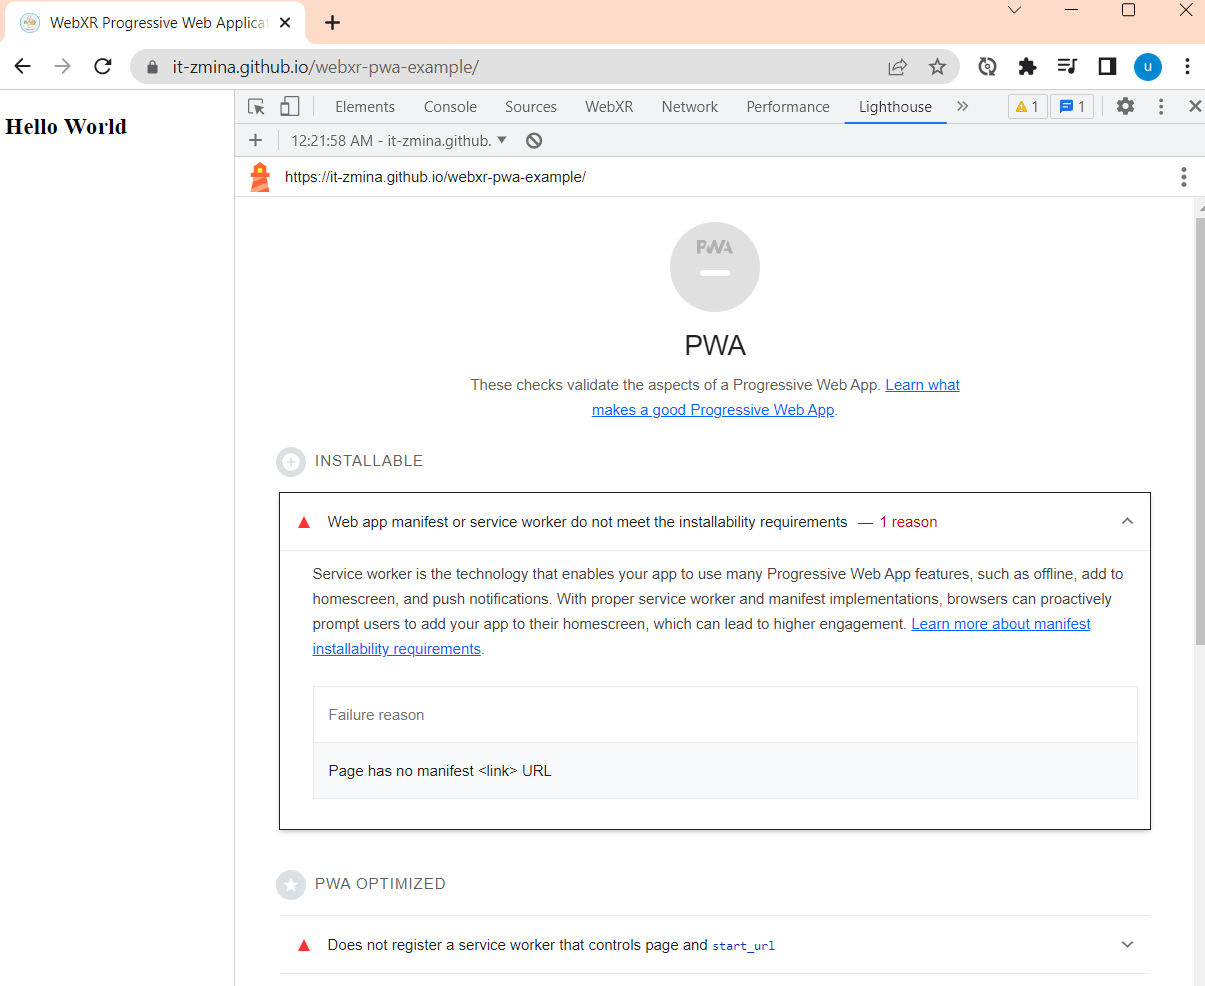 WebXR Progressive Web Applicat
it-zmina.github.io/webxr-pwa-example/
u
Hello World
Elements Console Sources WebXR Network Performance Lighthouse » 1 1
12:21:58 AM - it-zmina.github.
https://it-zmina.github.io/webxr-pwa-example/
PWA
PWA
These checks validate the aspects of a Progressive Web App. Learn what
makes a good Progressive Web App.
INSTALLABLE
Web app manifest or service worker do not meet the installability requirements — 1 reason
Service worker is the technology that enables your app to use many Progressive Web App features, such as offline, add to
homescreen, and push notifications. With proper service worker and manifest implementations, browsers can proactively
prompt users to add your app to their homescreen, which can lead to higher engagement. Learn more about manifest
installability requirements.
Failure reason
Page has no manifest <link> URL
PWA OPTIMIZED
Does not register a service worker that controls page and start_url